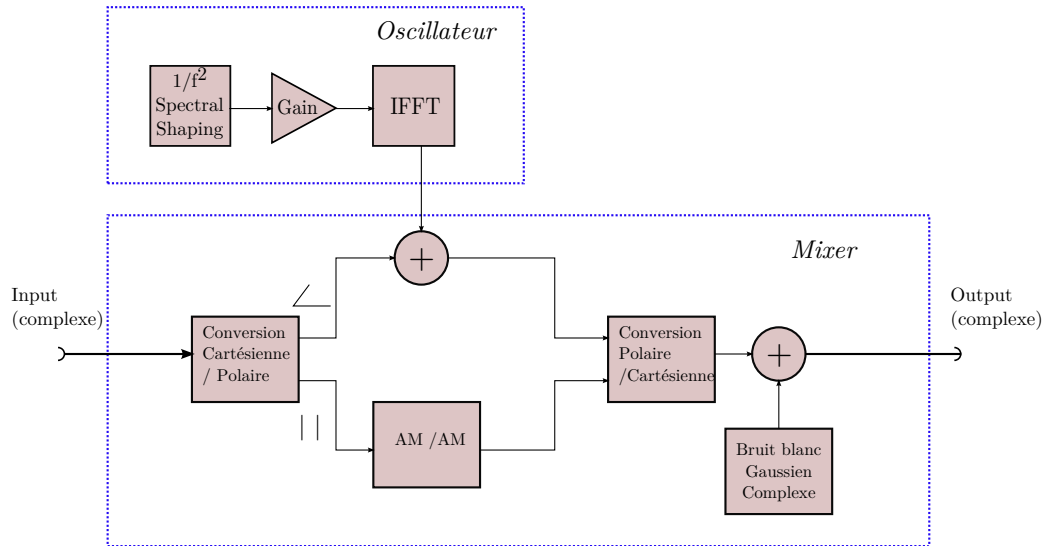 Oscillateur
1/f2
Spectral
Shaping
Gain
IFFT
+
Mixer
Input
(complexe)
Output
(complexe)
Conversion
Cartésienne
/ Polaire
Conversion
Polaire
/Cartésienne
+
| |
AM /AM
Bruit blanc
Gaussien
Complexe